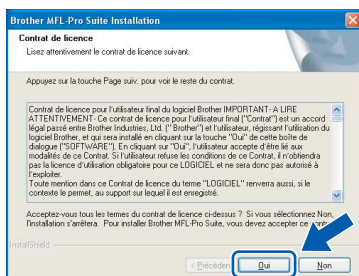 Brother MFL-Pro Suite Installation
Contrat de licence
Lisez attentivement le contrat de licence suivant.
Appuyez sur la touche Page suiv. pour voir le reste du contrat.
Contrat de licence pour l'utilisateur final du logiciel Brother IMPORTANT- A LIRE
ATTENTIVEMENT- Ce contrat de licence pour l'utilisateur final ("Contrat") est un accord
légal passé entre Brother Industries, Ltd. ("Brother") et l'utilisateur, régissant l'utilisation du
logiciel Brother, et qui sera installé en cliquant sur la touche "Oui" de cette boîte de
dialogue ("SOFTWARE"). En cliquant sur "Oui", l'utilisateur accepte d'être lié aux
modalités de ce Contrat. Si l'utilisateur refuse les conditions de ce Contrat, il n'obtiendra
pas la licence d'utilisation obligatoire pour ce LOGICIEL et ne sera donc pas autorisé à
l'exploiter.
Toute mention dans ce Contrat de licence du terme "LOGICIEL" renverra aussi, si le
contexte le permet, au support sur lequel il est enregistré.
Acceptez-vous tous les termes du contrat de licence ci-dessus ? Si vous sélectionnez Non,
l'installation s'arrêtera. Pour installer Brother MFL-Pro Suite, vous devez accepter ce
InstallShield
< Précéden
Oui
Non